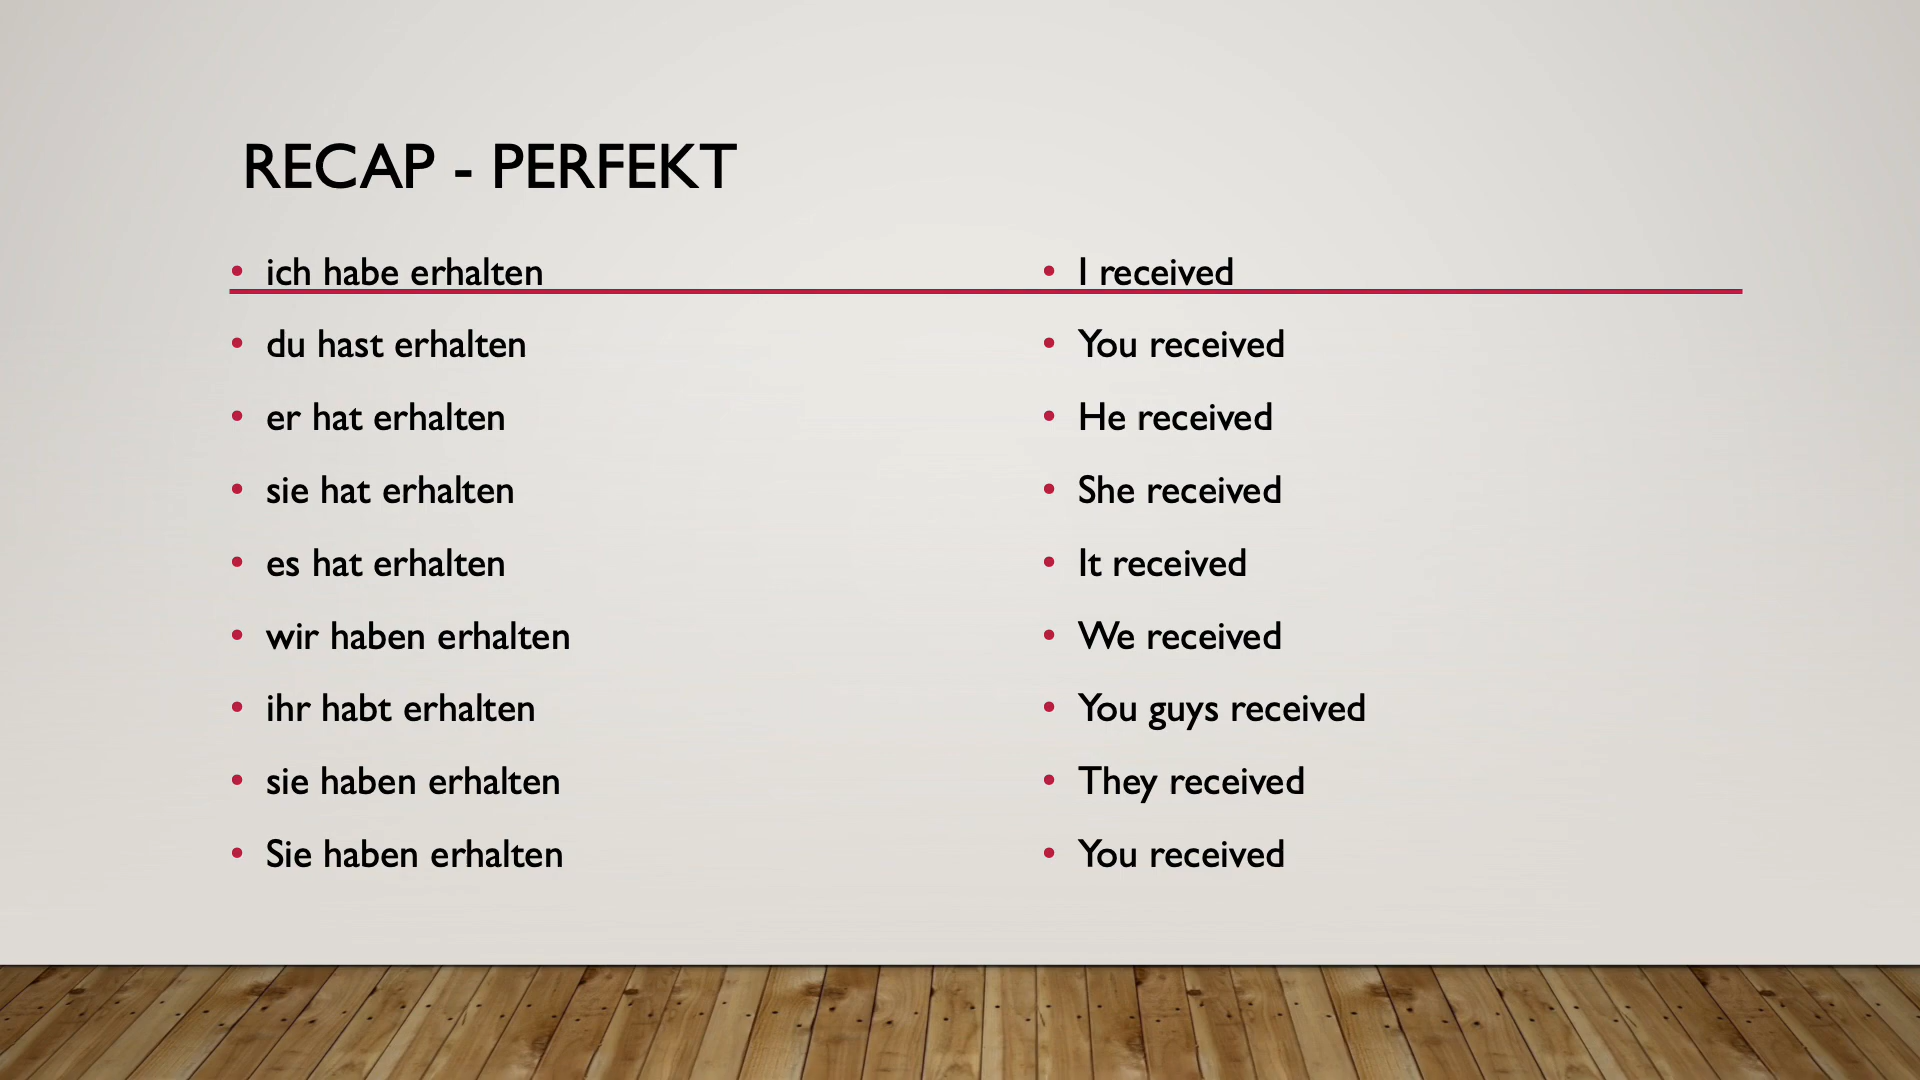 RECAP - PERFEKT
• ich habe erhalten
• du hast erhalten
• er hat erhalten
• sie hat erhalten
• es hat erhalten
• wir haben erhalten
• ihr habt erhalten
• sie haben erhalten
• Sie haben erhalten
• I received
• You received
• He received
• She received
• It received
• We received
• You guys received
• They received
• You received